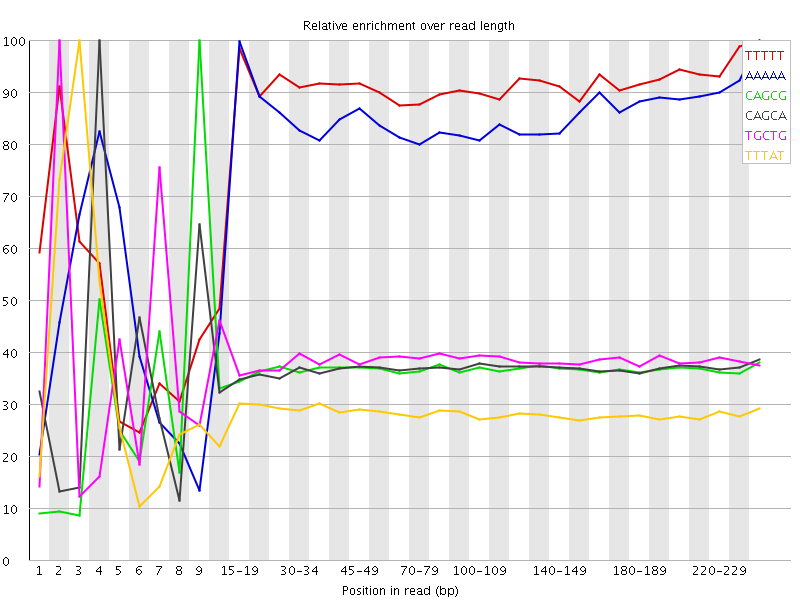 Relative enrichment over read length
100
90
80
70
60
50
40
30
20
10
0
TTTTT
AAAAA
CAGCG
CAGCA
TGCTG
TTTAT
1 2 3 4 5 6 7 8 9 15-19 30-34 45-49 70-79 100-109 140-149 180-189 220-229
Position in read (bp)